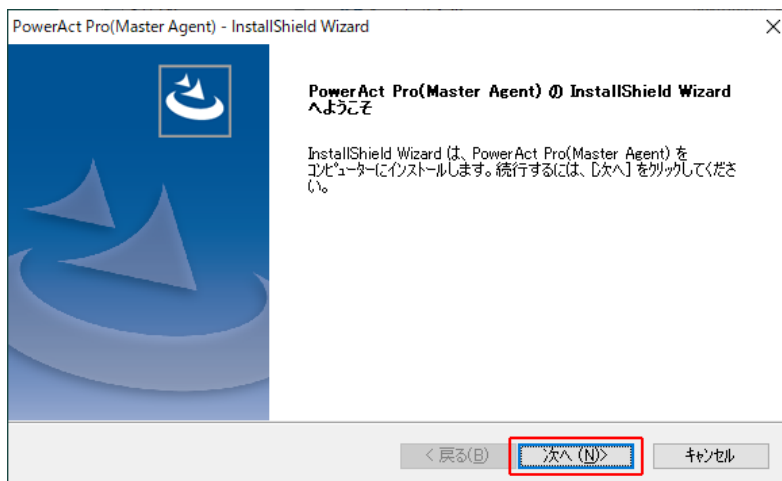 PowerAct Pro(Master Agent) - InstallShield Wizard
PowerAct Pro(Master Agent) の InstallShield Wizard
へようこそ
InstallShield Wizard は、PowerAct Pro(Master Agent) を
コンピューターにインストールします。続行するには、[次へ] をクリックしてくださ
い。
< 戻る(B)
次へ (N)>
キャンセル